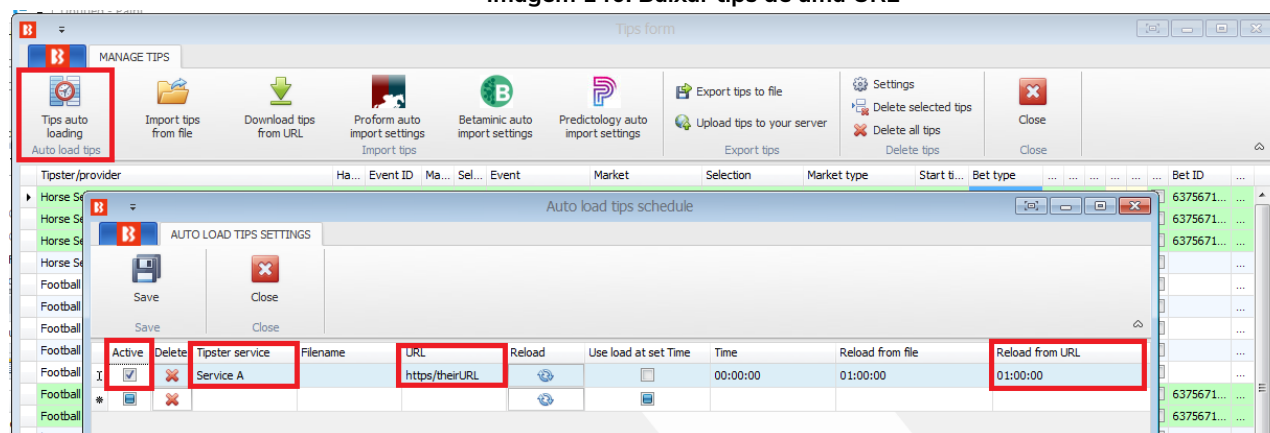 Imagem 140: Baixar tips de uma URL
Tips form
MANAGE TIPS
Tips auto loading
Import tips from file
Download tips from URL
Proform auto import settings
Betaminic auto import settings
Predictology auto import settings
Export tips to file
Upload tips to your server
Settings
Delete selected tips
Delete all tips
Close
Auto load tips
Import tips
Export tips
Delete tips
Close
Tipster/provider Ha... Event ID Ma... Sel... Event Market Selection Market type Start ti... Bet type ... ... ... ... ... Bet ID ...
Horse Se 6375671... ...
Horse Se 6375671... ...
Horse Se 6375671... ...
Horse Se ...
Football ...
Football ...
Football ...
Football ...
Football ...
Football 6375671... ...
Football 6375671... ...
Auto load tips schedule
AUTO LOAD TIPS SETTINGS
Save
Close
Save
Close
Active Delete Tipster service Filename URL Reload Use load at set Time Time Reload from file Reload from URL
Service A https/theirURL 00:00:00 01:00:00 01:00:00